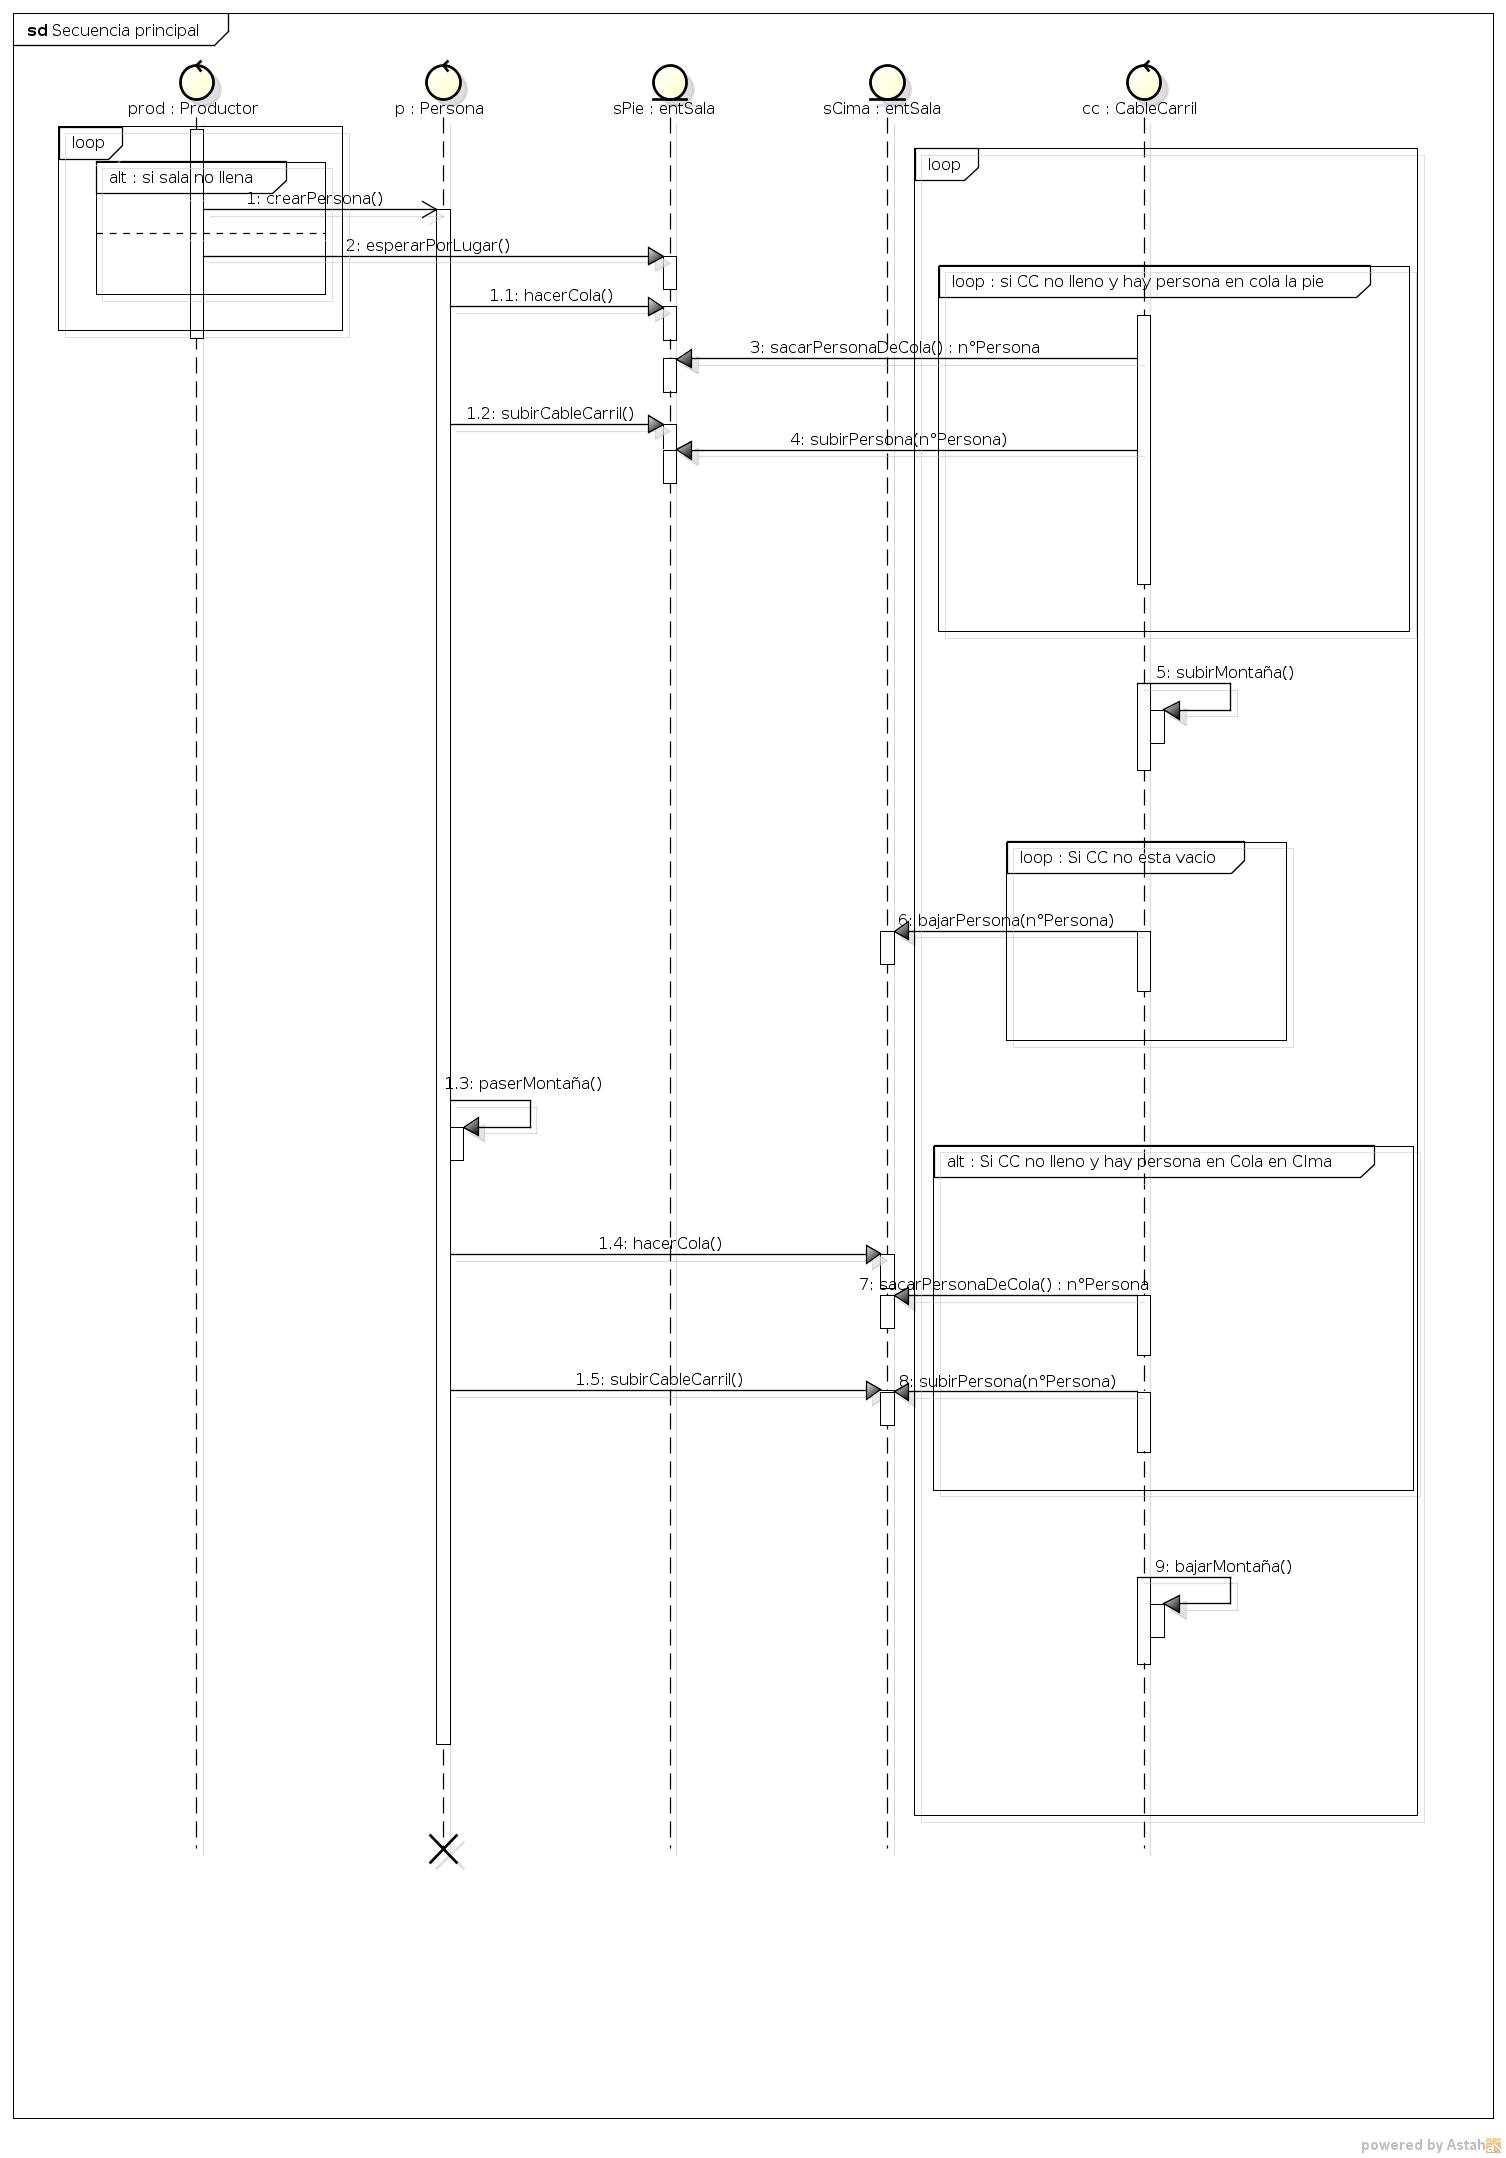 sd Secuencia principal
prod : Productor
p : Persona
sPie : entSala
sCima : entSala
cc : CableCarril
loop
loop
alt : si sala no llena
1: crearPersona()
2: esperarPorLugar()
loop : si CC no lleno y hay persona en cola la pie
1.1: hacerCola()
3: sacarPersonaDeCola() : n°Persona
1.2: subirCableCarril()
4: subirPersona(n°Persona)
5: subirMontaña()
loop : Si CC no esta vacio
6: bajarPersona(n°Persona)
1.3: paserMontaña()
alt : Si CC no lleno y hay persona en Cola en CIma
1.4: hacerCola()
7: sacarPersonaDeCola() : n°Persona
1.5: subirCableCarril()
8: subirPersona(n°Persona)
9: bajarMontaña()
powered by Astah